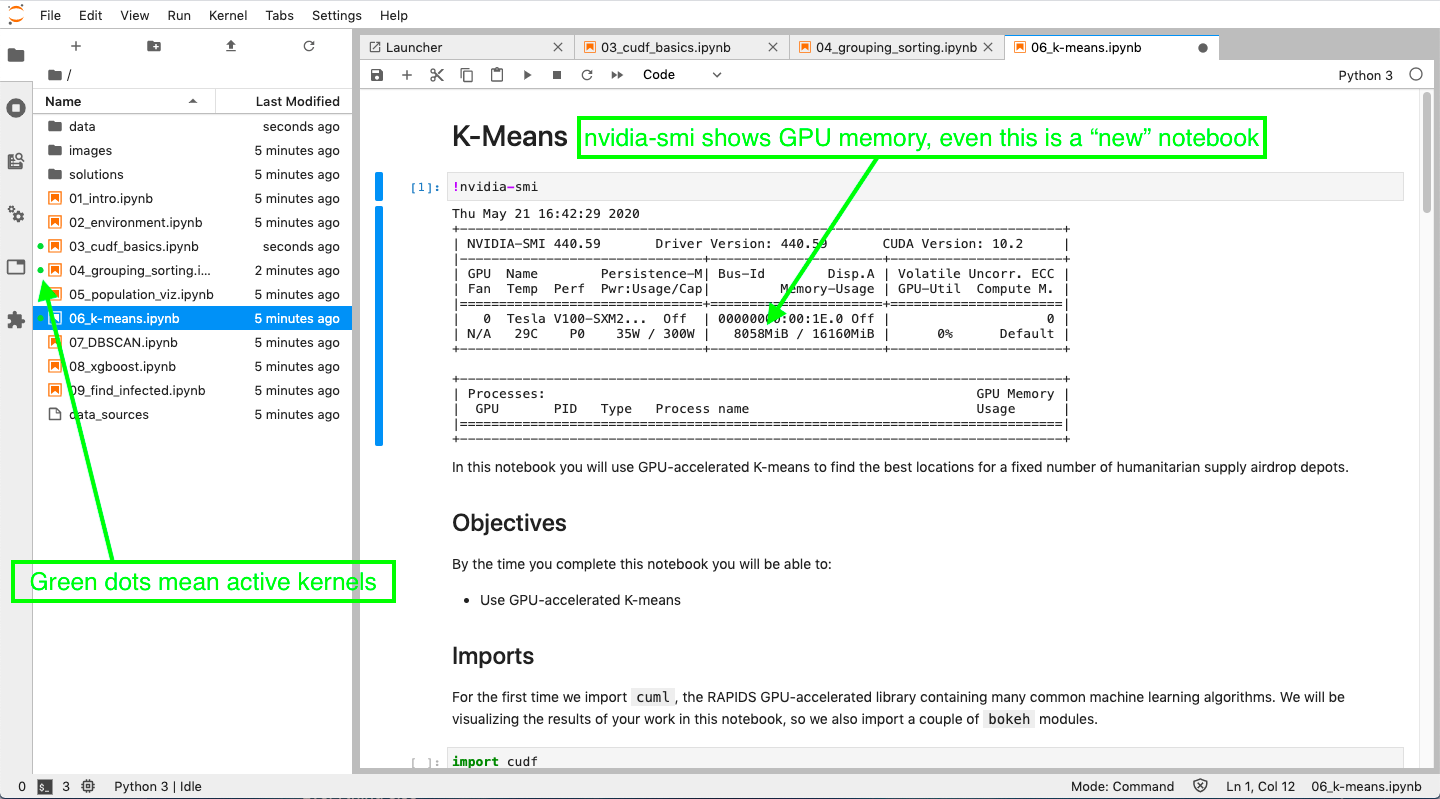 File Edit View Run Kernel Tabs Settings Help
Launcher
03_cudf_basics.ipynb
04_grouping_sorting.ipynb
06_k-means.ipynb
/
Code
Python 3
Name Last Modified
data seconds ago
images 5 minutes ago
solutions 5 minutes ago
01_intro.ipynb 5 minutes ago
02_environment.ipynb 5 minutes ago
03_cudf_basics.ipynb seconds ago
04_grouping_sorting.i... 2 minutes ago
05_population_viz.ipynb 5 minutes ago
06_k-means.ipynb 5 minutes ago
07_DBSCAN.ipynb 5 minutes ago
08_xgboost.ipynb 5 minutes ago
09_find_infected.ipynb 5 minutes ago
data_sources 5 minutes ago
Green dots mean active kernels
K-Means
nvidia-smi shows GPU memory, even this is a “new” notebook
[1]: !nvidia-smi
Thu May 21 16:42:29 2020
| NVIDIA-SMI 440.59 Driver Version: 440.59 CUDA Version: 10.2 |
| GPU Name Persistence-M| Bus-Id Disp.A | Volatile Uncorr. ECC |
| Fan Temp Perf Pwr:Usage/Cap| Memory-Usage | GPU-Util Compute M. |
| 0 Tesla V100-SXM2... Off | 00000000:00:1E.0 Off | 0 |
| N/A 29C P0 35W / 300W | 8058MiB / 16160MiB | 0% Default |
| Processes: GPU Memory |
| GPU PID Type Process name Usage |
In this notebook you will use GPU-accelerated K-means to find the best locations for a fixed number of humanitarian supply airdrop depots.
Objectives
By the time you complete this notebook you will be able to:
• Use GPU-accelerated K-means
Imports
For the first time we import cuml, the RAPIDS GPU-accelerated library containing many common machine learning algorithms. We will be
visualizing the results of your work in this notebook, so we also import a couple of bokeh modules.
[ ]: import cudf
0 $_ 3 Python 3 | Idle
Mode: Command Ln 1, Col 12 06_k-means.ipynb